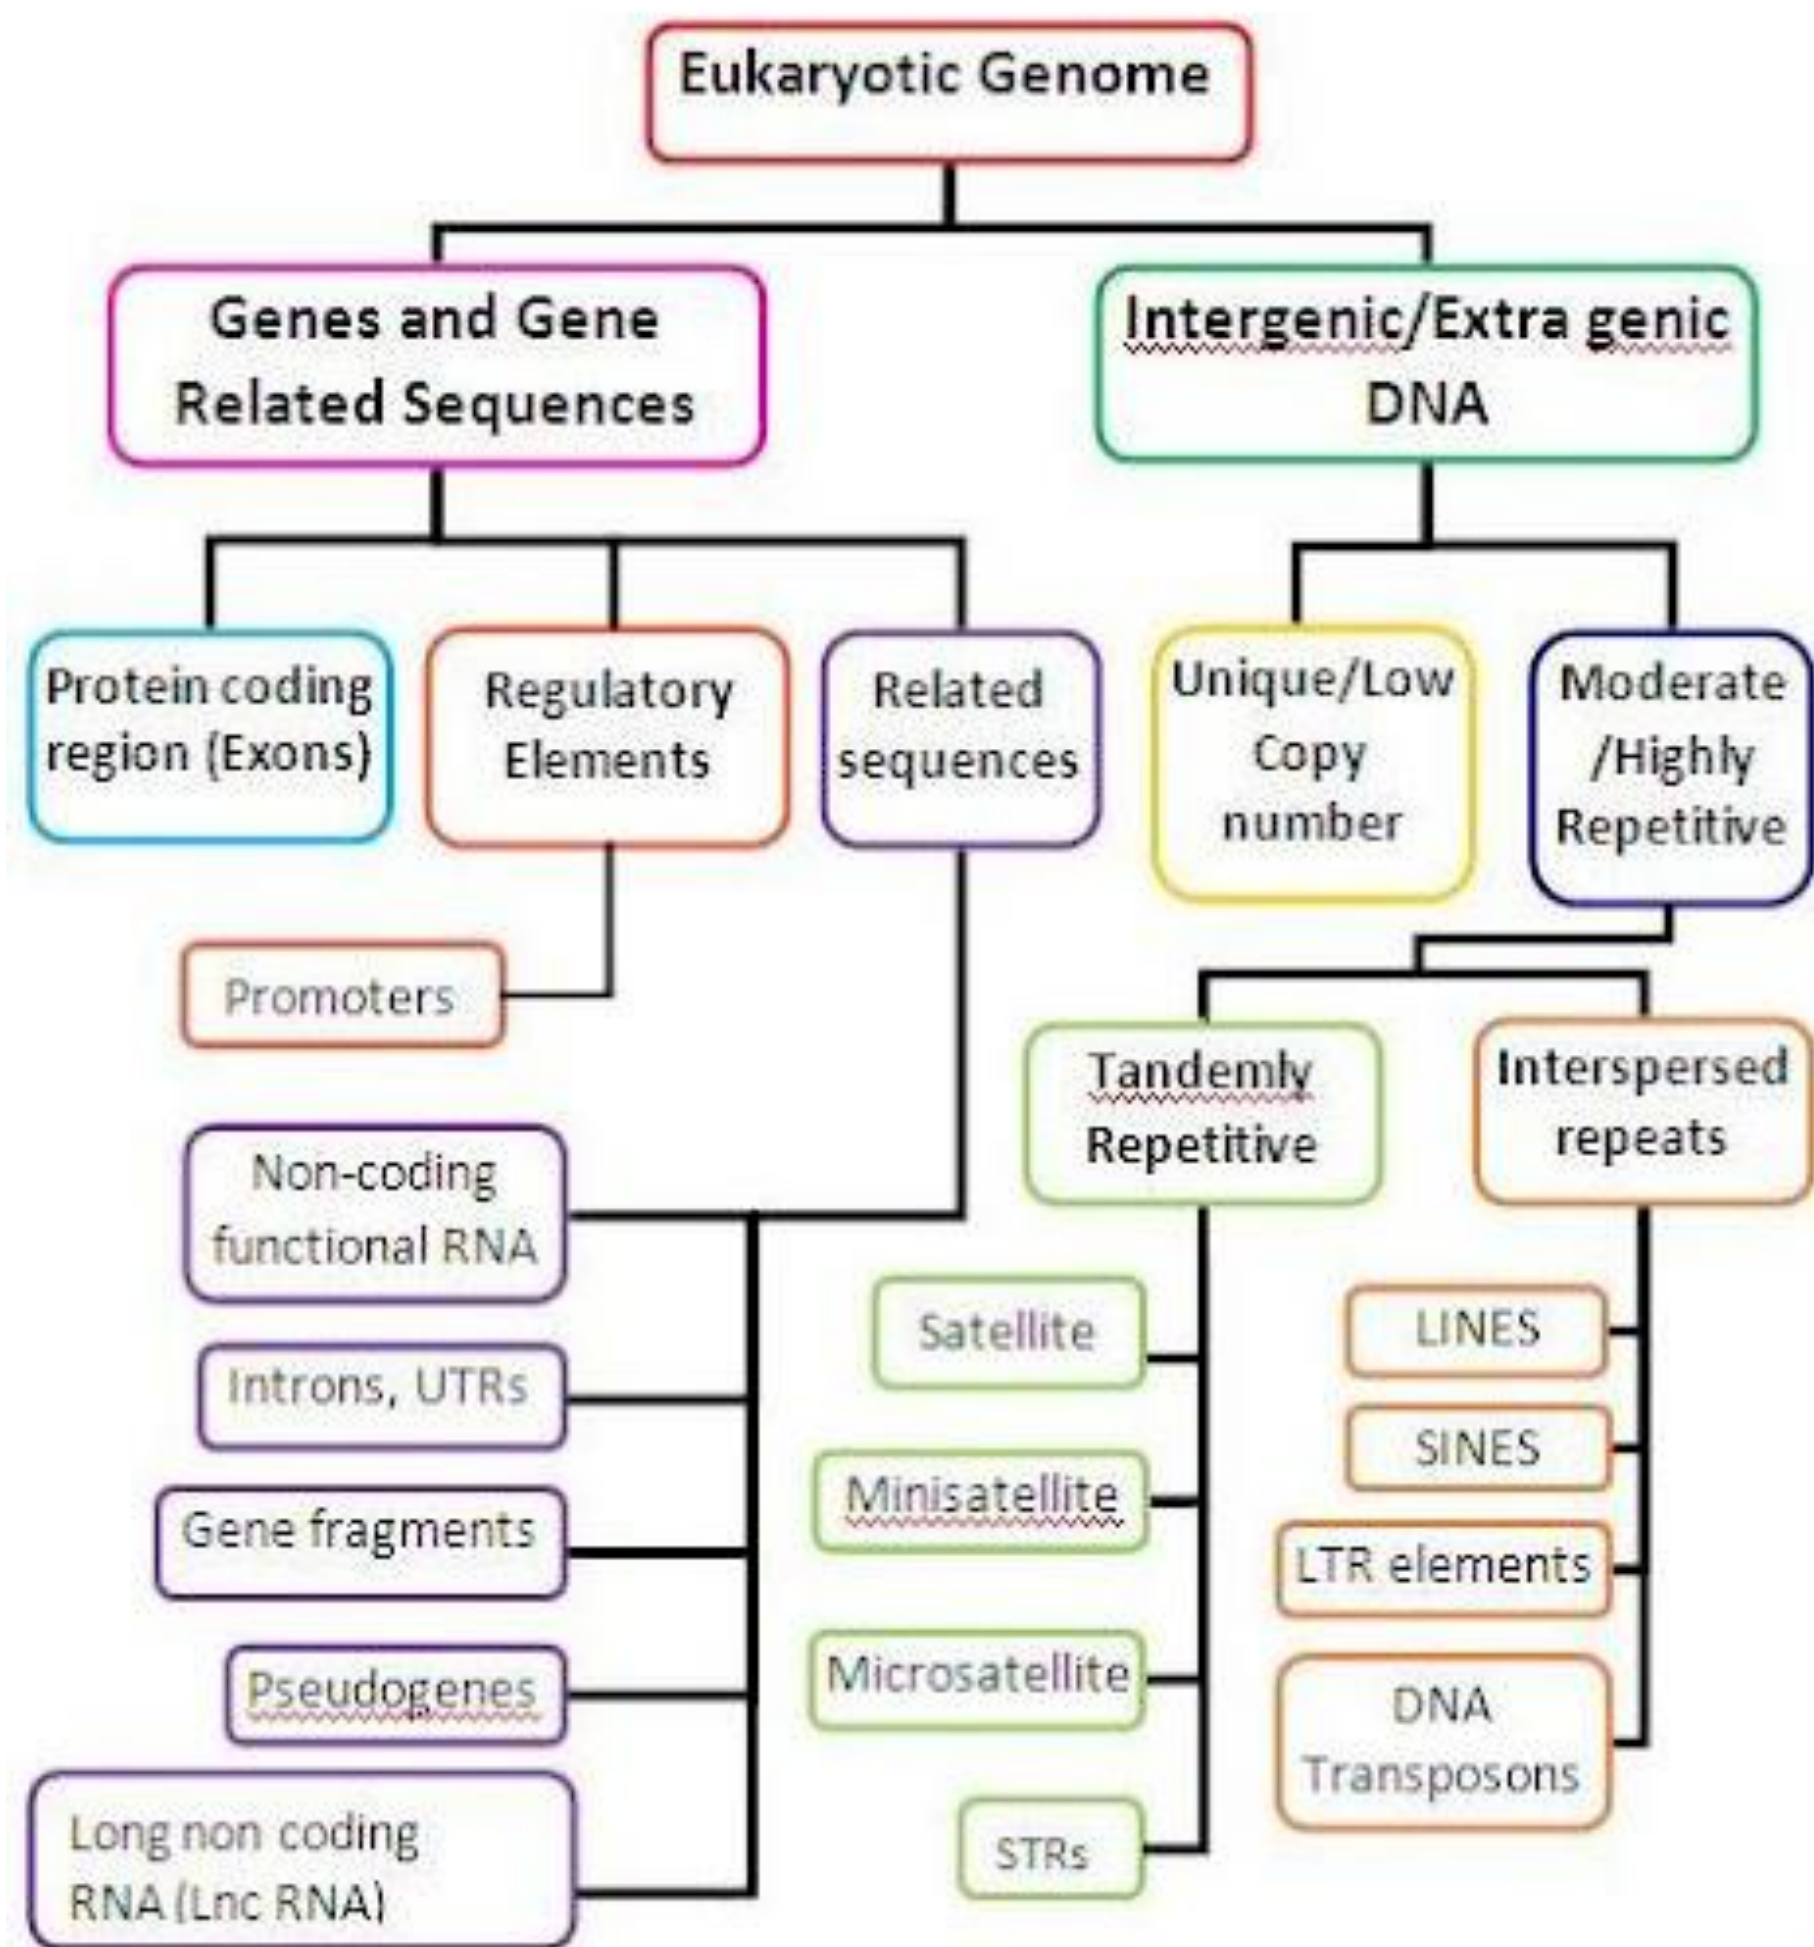 Eukaryotic Genome
Genes and Gene
Related Sequences
Intergenic/Extra genic
DNA
Protein coding
region (Exons)
Regulatory
Elements
Related
sequences
Unique/Low
Copy
number
Moderate
/Highly
Repetitive
Promoters
Tandemly
Repetitive
Interspersed
repeats
Non-coding
functional RNA
Introns, UTRs
Gene fragments
Pseudogenes
Long non coding
RNA (Lnc RNA)
Satellite
Minisatellite
Microsatellite
STRs
LINES
SINES
LTR elements
DNA
Transposons